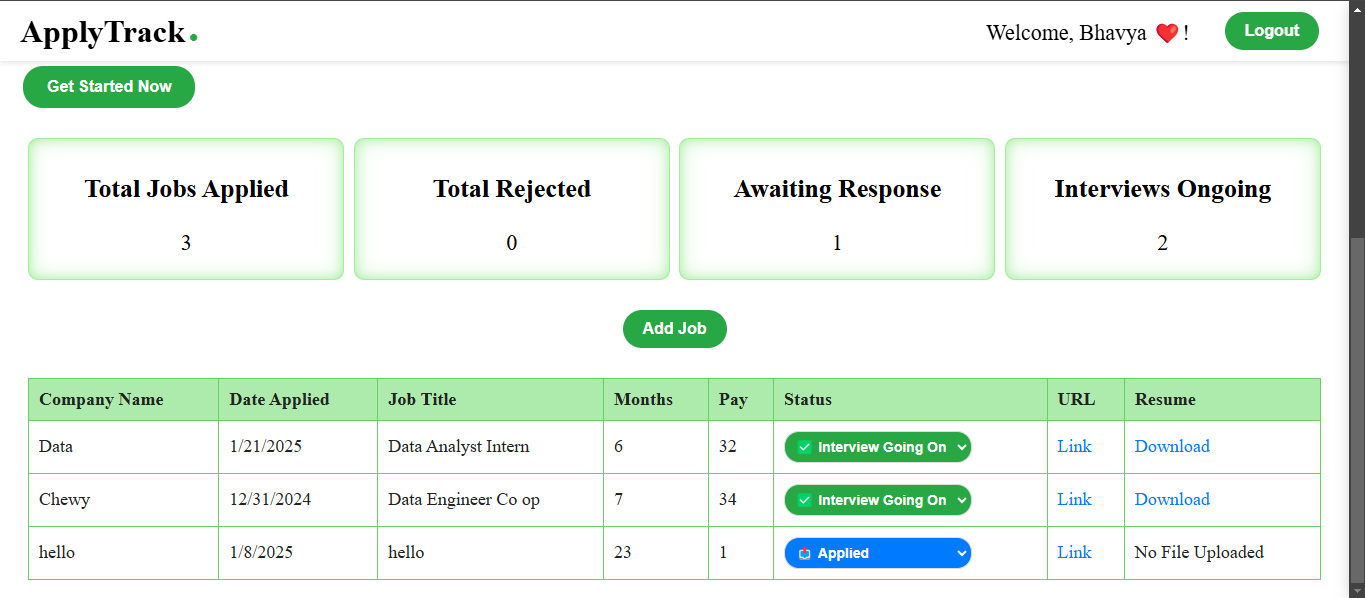 ApplyTrack.
Welcome, Bhavya ❤️ !
Logout
Get Started Now
Total Jobs Applied
3
Total Rejected
0
Awaiting Response
1
Interviews Ongoing
2
Add Job
Company Name Date Applied Job Title Months Pay Status URL Resume
Data 1/21/2025 Data Analyst Intern 6 32 ✅ Interview Going On Link Download
Chewy 12/31/2024 Data Engineer Co op 7 34 ✅ Interview Going On Link Download
hello 1/8/2025 hello 23 1 📤 Applied Link No File Uploaded